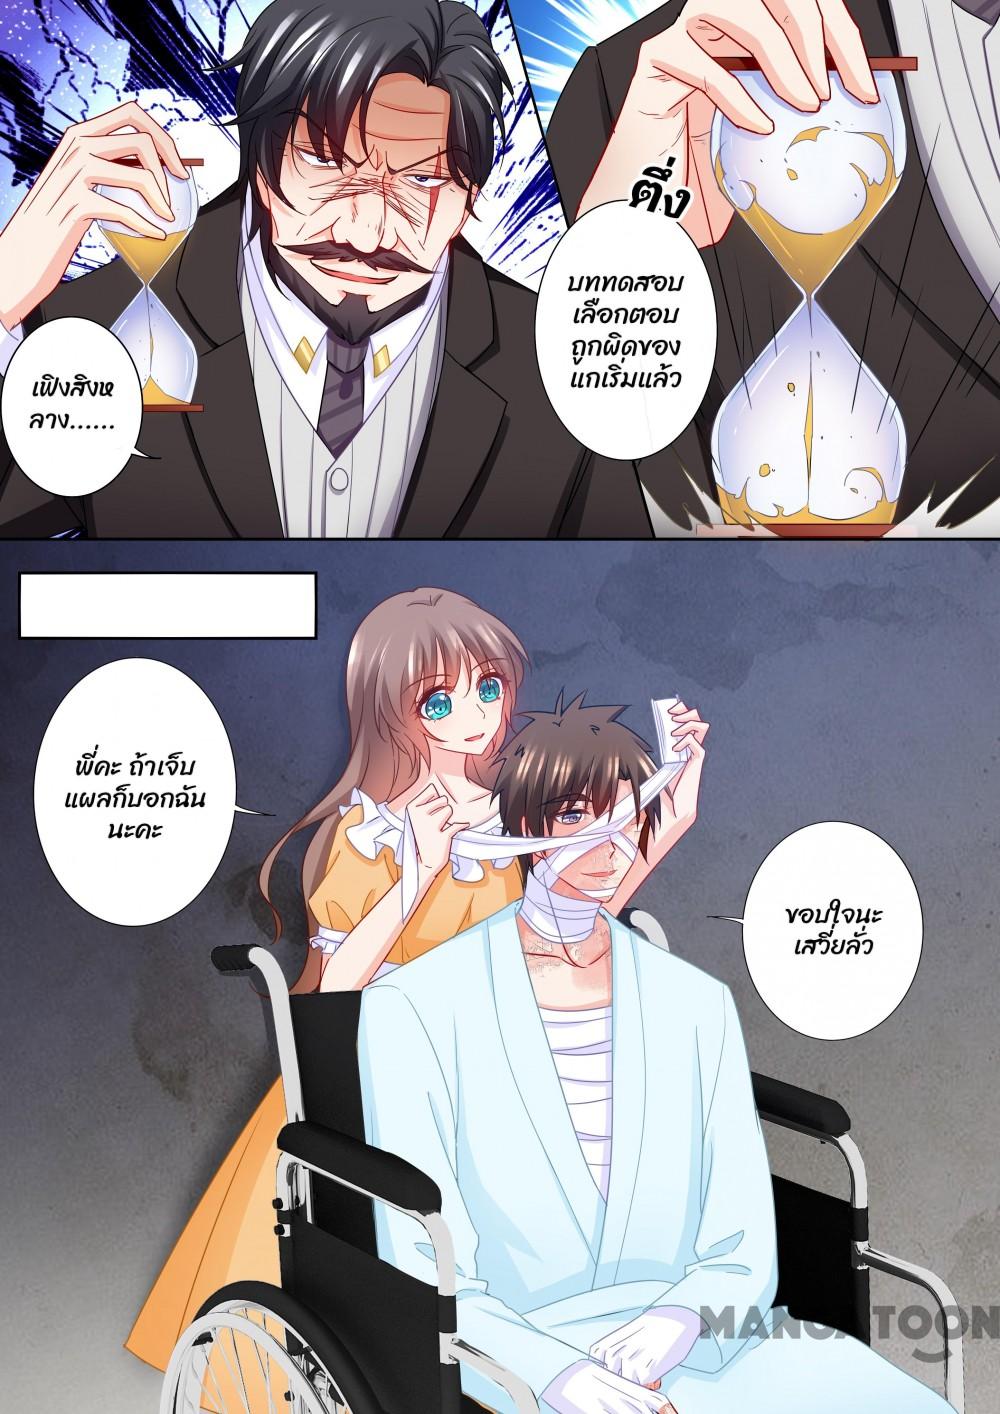 เฟิงสิงห
ลาง......
ตึ่ง
บททดสอบ
เลือกตอบ
ถูกผิดของ
แกเริ่มแล้ว
พี่คะ ถ้าเจ็บ
แผลก็บอกฉัน
นะคะ
ขอบใจนะ
เสวี่ยลั่ว
MANGATOON